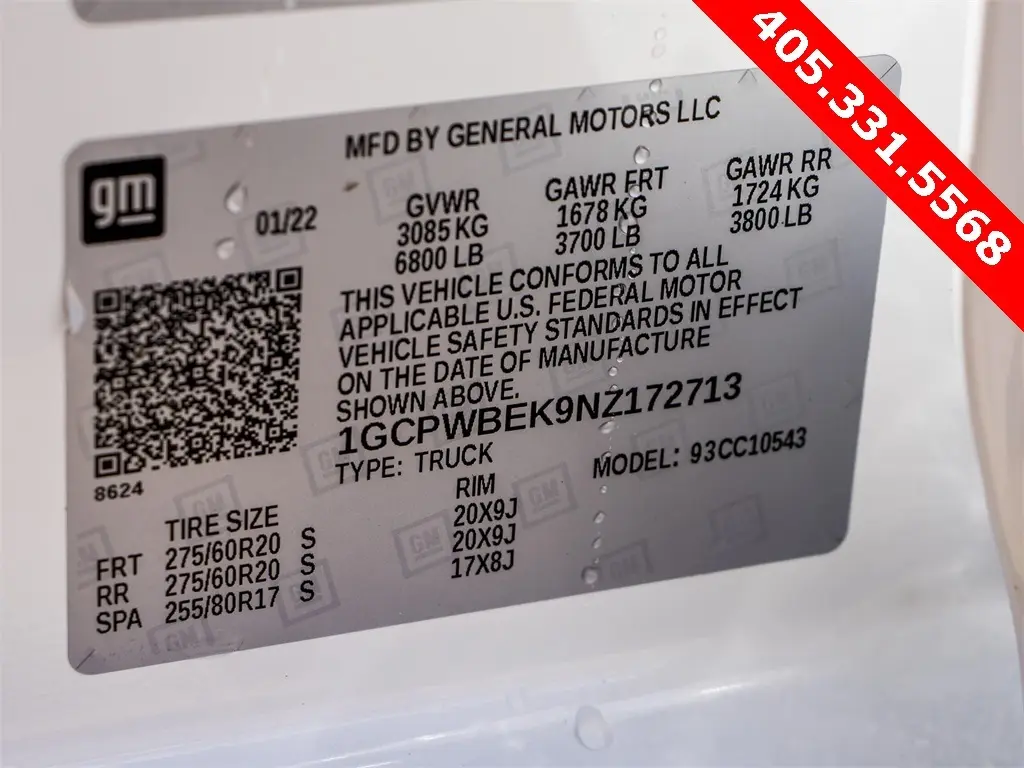 405.331.5568
MFD BY GENERAL MOTORS LLC
gm
01/22
GVWR
3085 KG
6800 LB
GAWR FRT
1678 KG
3700 LB
GAWR RR
1724 KG
3800 LB
THIS VEHICLE CONFORMS TO ALL
APPLICABLE U.S. FEDERAL MOTOR
VEHICLE SAFETY STANDARDS IN EFFECT
ON THE DATE OF MANUFACTURE
SHOWN ABOVE.
1GCPWBEK9NZ172713
TYPE: TRUCK
MODEL: 93CC10543
8624
TIRE SIZE RIM
FRT 275/60R20 S 20X9J
RR 275/60R20 S 20X9J
SPA 255/80R17 S 17X8J